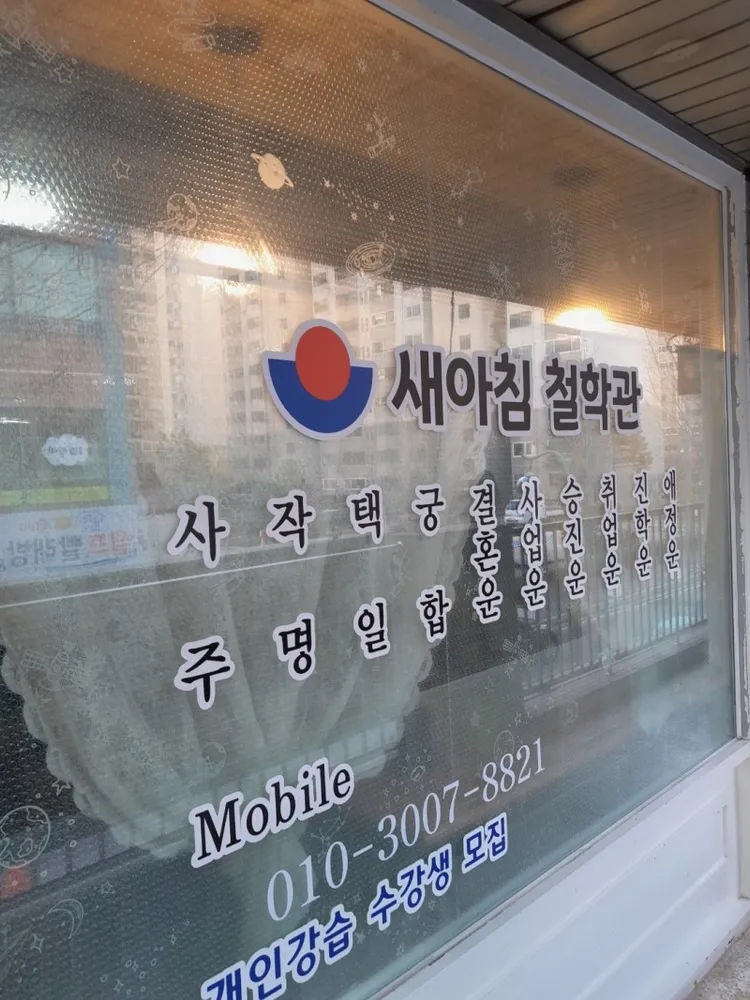 새아침 철학관
사주
작명
택일
궁합
결혼운
사업운
승진운
취업운
진학운
애정운
Mobile
010-3007-8821
개인강습 수강생 모집